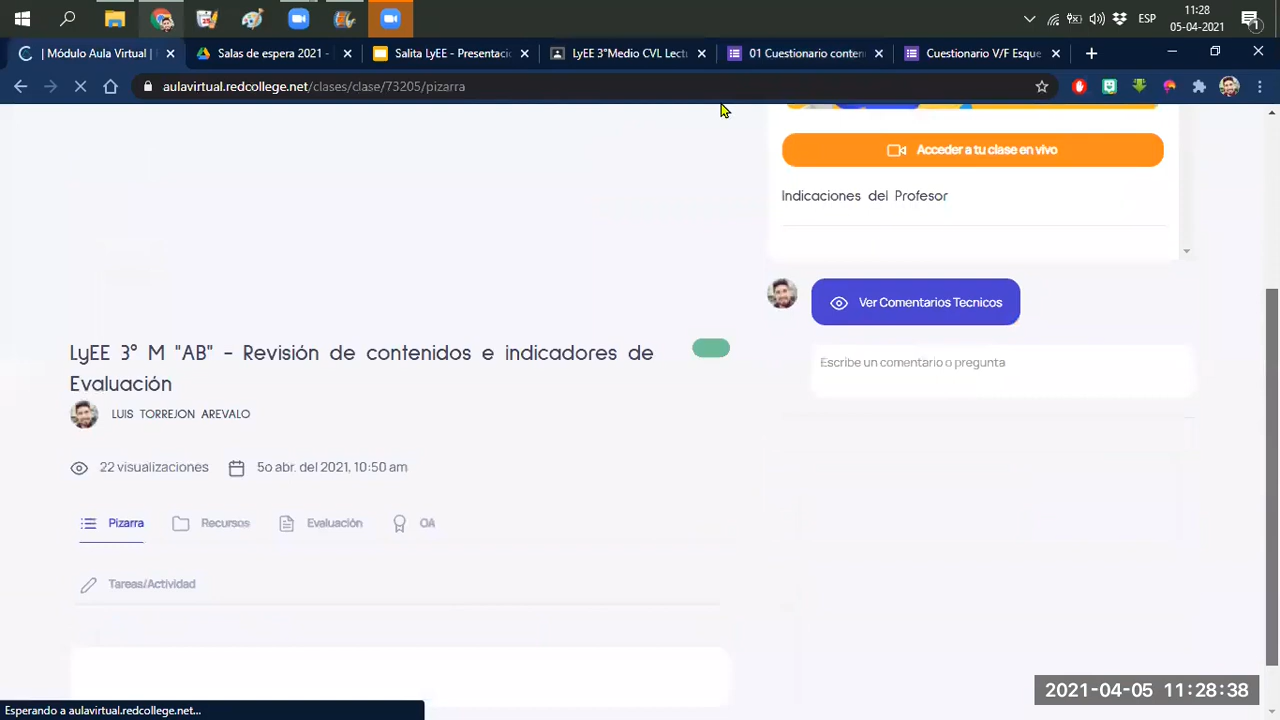 11:28
ESP
05-04-2021
1
| Módulo Aula Virtual |
Salas de espera 2021 -
Salita LyEE - Presentacio
LyEE 3°Medio CVL Lectu
01 Cuestionario conten
Cuestionario V/F Esque
aulavirtual.redcollege.net/clases/clase/73205/pizarra
Acceder a tu clase en vivo
Indicaciones del Profesor
Ver Comentarios Tecnicos
Escribe un comentario o pregunta
LyEE 3° M "AB" - Revisión de contenidos e indicadores de
Evaluación
LUIS TORREJON AREVALO
22 visualizaciones
5o abr. del 2021, 10:50 am
Pizarra
Recursos
Evaluación
OA
Tareas/Actividad
2021-04-05 11:28:38
Esperando a aulavirtual.redcollege.net...